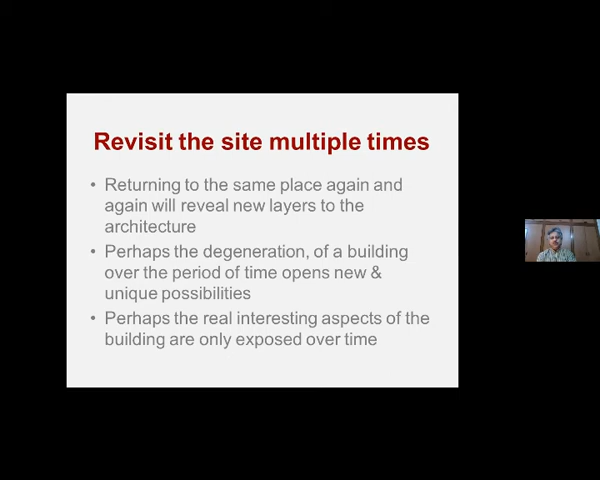 Revisit the site multiple times
• Returning to the same place again and
again will reveal new layers to the
architecture
• Perhaps the degeneration, of a building
over the period of time opens new &
unique possibilities
• Perhaps the real interesting aspects of the
building are only exposed over time